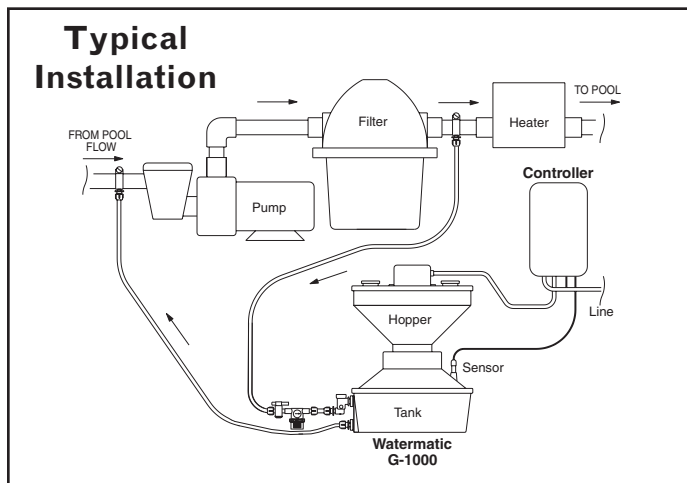 Typical
Installation
TO POOL
Filter
Heater
FROM POOL
FLOW
Controller
Pump
Hopper
Line
Sensor
Tank
Watermatic
G-1000